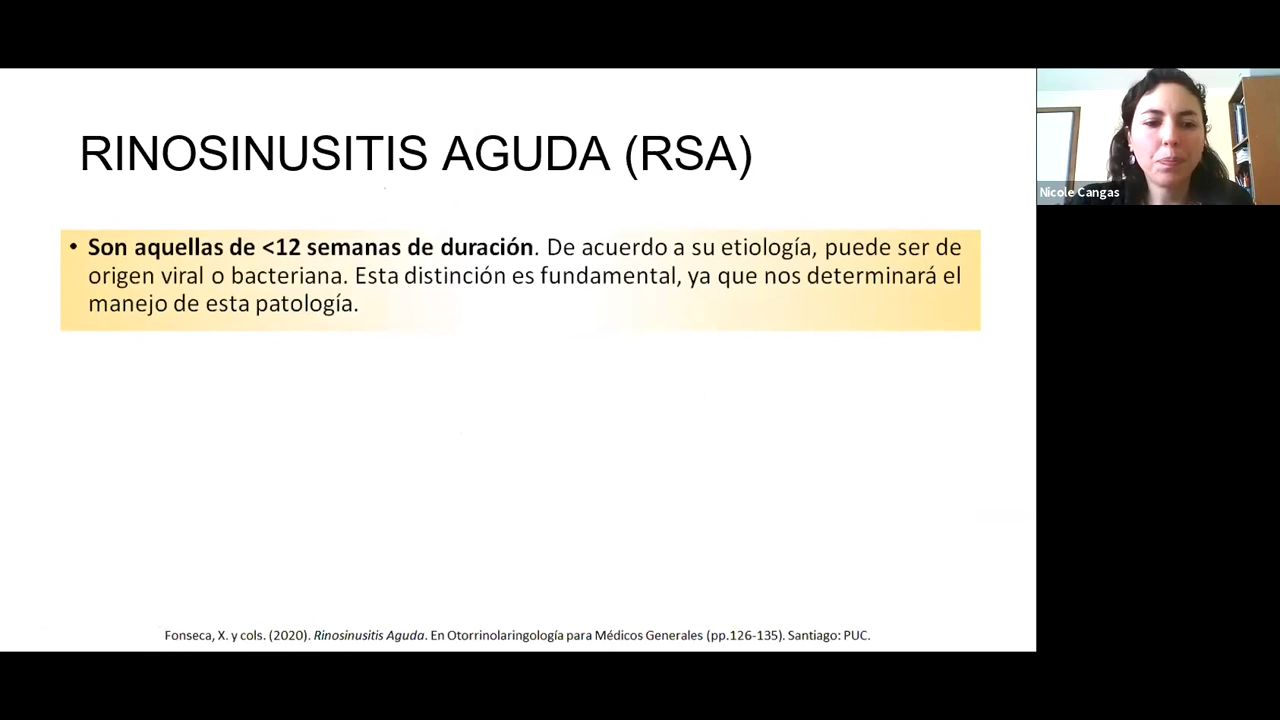 RINOSINUSITIS AGUDA (RSA)
• Son aquellas de <12 semanas de duración. De acuerdo a su etiología, puede ser de
origen viral o bacteriana. Esta distinción es fundamental, ya que nos determinará el
manejo de esta patología.
Fonseca, X. y cols. (2020). Rinosinusitis Aguda. En Otorrinolaringología para Médicos Generales (pp.126-135). Santiago: PUC.
Nicole Cangas